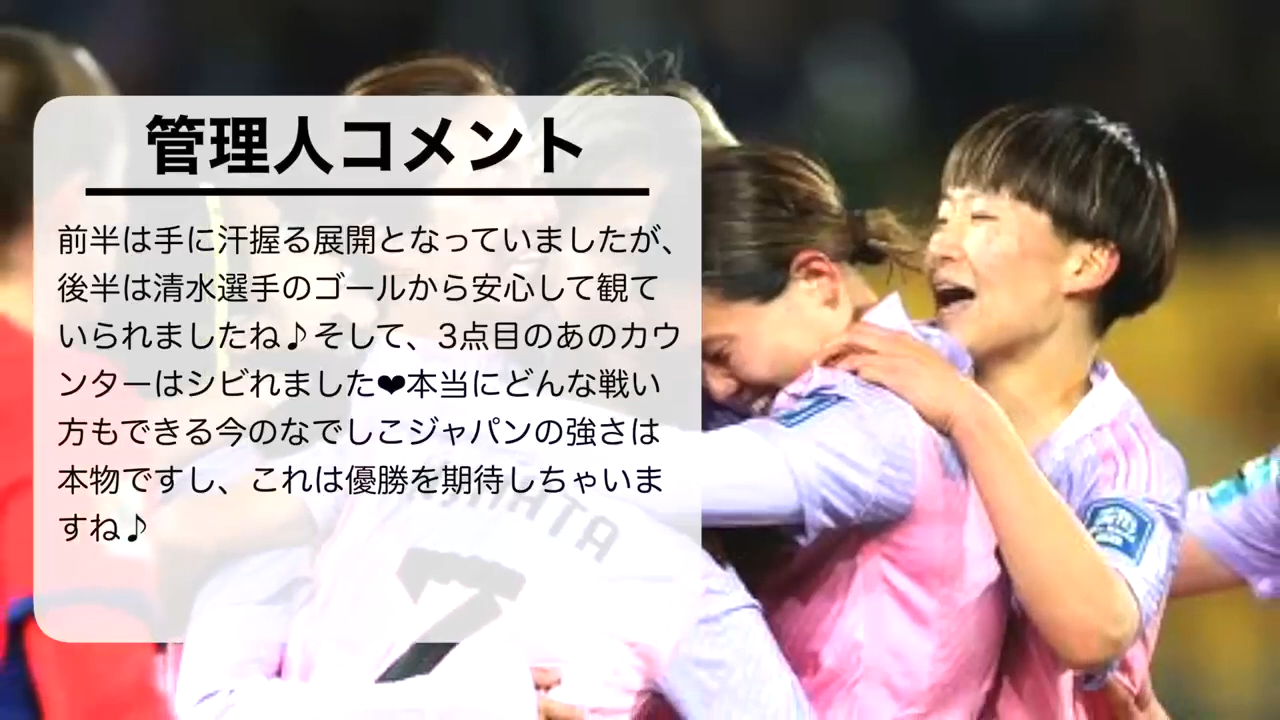 管理人コメント
前半は手に汗握る展開となっていましたが、
後半は清水選手のゴールから安心して観て
いられましたね♪そして、3点目のあのカウ
ンターはシビれました❤本当にどんな戦い
方もできる今のなでしこジャパンの強さは
本物ですし、これは優勝を期待しちゃいま
すね♪
7